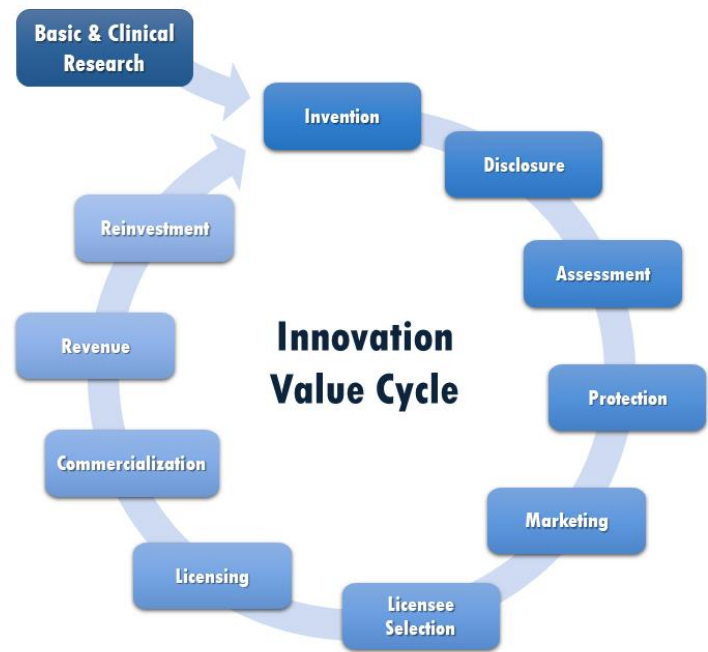 Basic & Clinical
Research
Invention
Disclosure
Assessment
Protection
Marketing
Licensee
Selection
Licensing
Commercialization
Revenue
Reinvestment
Innovation
Value Cycle